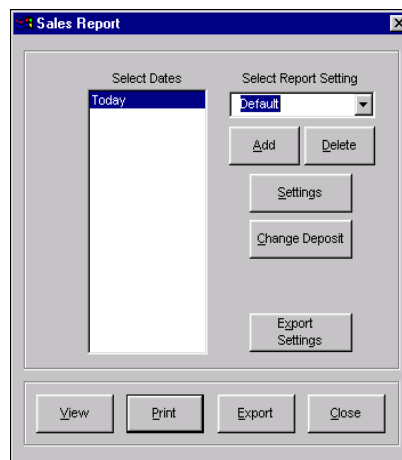 Sales Report
Select Dates
Today
Select Report Setting
Default
Add
Delete
Settings
Change Deposit
Export
Settings
View
Print
Export
Close